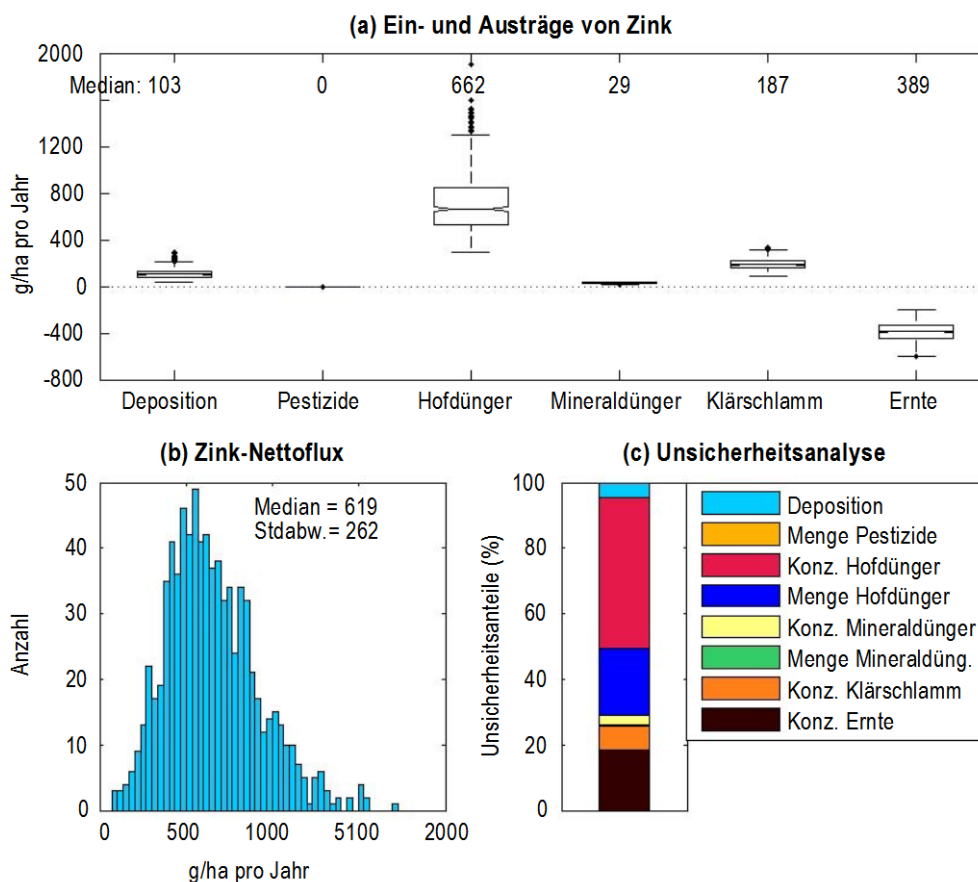 (a) Ein- und Austräge von Zink
2000
Median: 103 0 662 29 187 389
1200
800
400
0
-400
-800
g/ha pro Jahr
Deposition Pestizide Hofdünger Mineraldünger Klärschlamm Ernte
(b) Zink-Nettoflux
50
40
30
20
10
0
Anzahl
Median = 619
Stdabw.= 262
0 500 1000 5100 2000
g/ha pro Jahr
(c) Unsicherheitsanalyse
100
80
60
40
20
0
Unsicherheitsanteile (%)
Deposition
Menge Pestizide
Konz. Hofdünger
Menge Hofdünger
Konz. Mineraldünger
Menge Mineraldüng.
Konz. Klärschlamm
Konz. Ernte